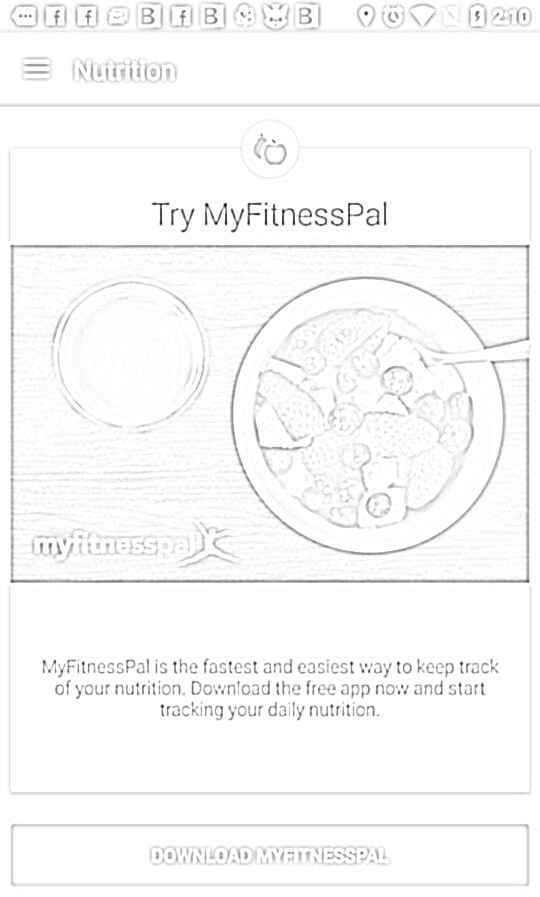 2:10
Nutrition
Try MyFitnessPal
myfitnesspal
MyFitnessPal is the fastest and easiest way to keep track
of your nutrition. Download the free app now and start
tracking your daily nutrition.
DOWNLOAD MYFITNESSPAL